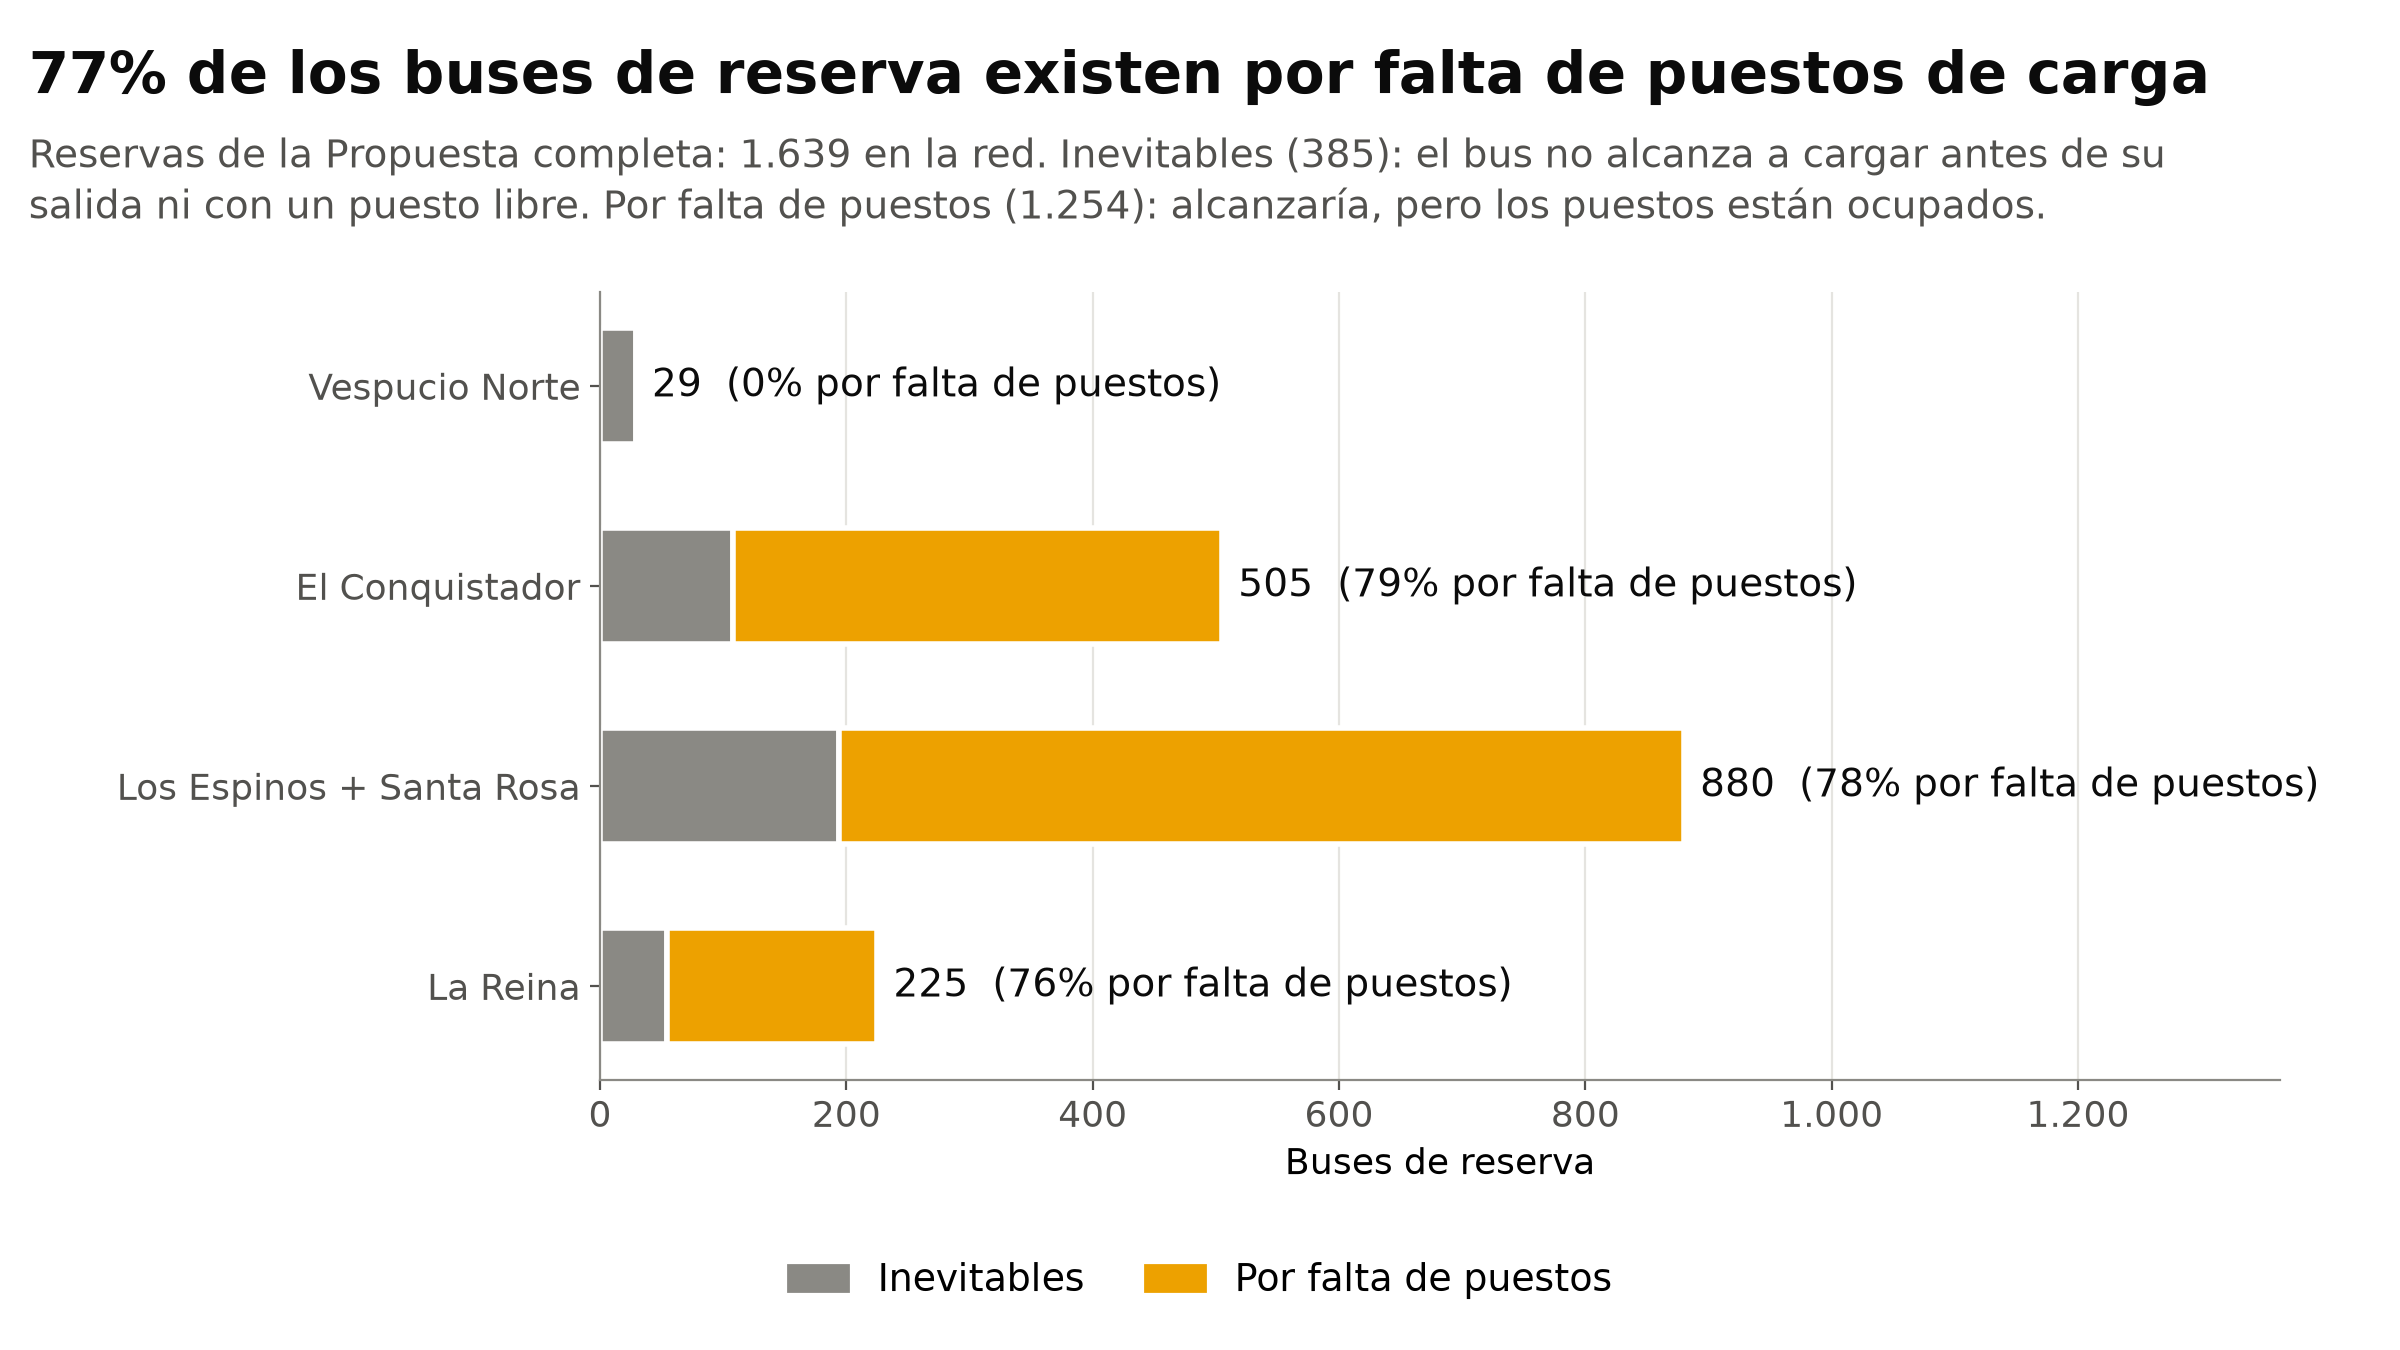 77% de los buses de reserva existen por falta de puestos de carga
Reservas de la Propuesta completa: 1.639 en la red. Inevitables (385): el bus no alcanza a cargar antes de su
salida ni con un puesto libre. Por falta de puestos (1.254): alcanzaría, pero los puestos están ocupados.
Vespucio Norte
29 (0% por falta de puestos)
El Conquistador
505 (79% por falta de puestos)
Los Espinos + Santa Rosa
880 (78% por falta de puestos)
La Reina
225 (76% por falta de puestos)
0 200 400 600 800 1.000 1.200
Buses de reserva
Inevitables Por falta de puestos